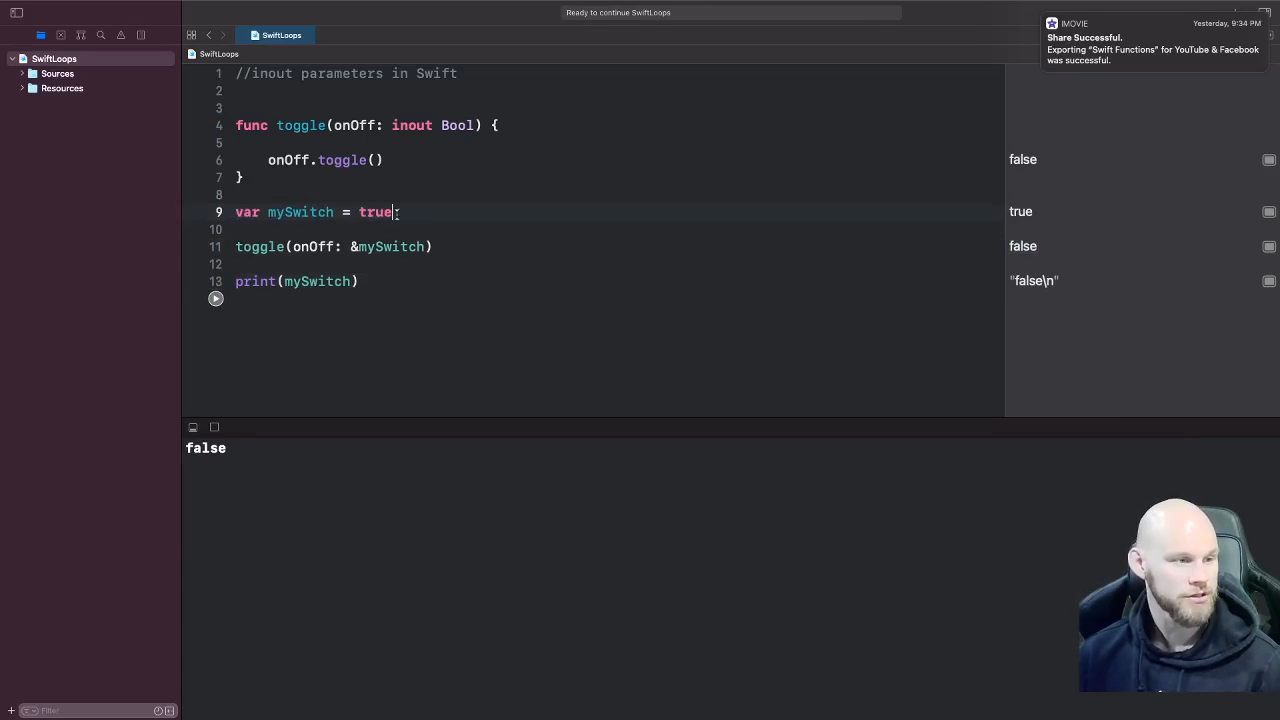 Ready to continue SwiftLoops
IMOVIE
Yesterday, 9:34 PM
Share Successful.
Exporting “Swift Functions” for YouTube & Facebook
was successful.
SwiftLoops
SwiftLoops
SwiftLoops
Sources
Resources
1 //inout parameters in Swift
2
3
4 func toggle(onOff: inout Bool) {
5
6 onOff.toggle()
7 }
8
9 var mySwitch = true
10
11 toggle(onOff: &mySwitch)
12
13 print(mySwitch)
false
true
false
"false\n"
false
Filter